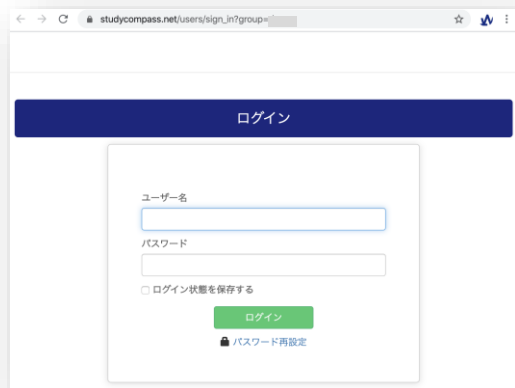 studycompass.net/users/sign_in?group=
ログイン
ユーザー名
パスワード
ログイン状態を保存する
ログイン
パスワード再設定